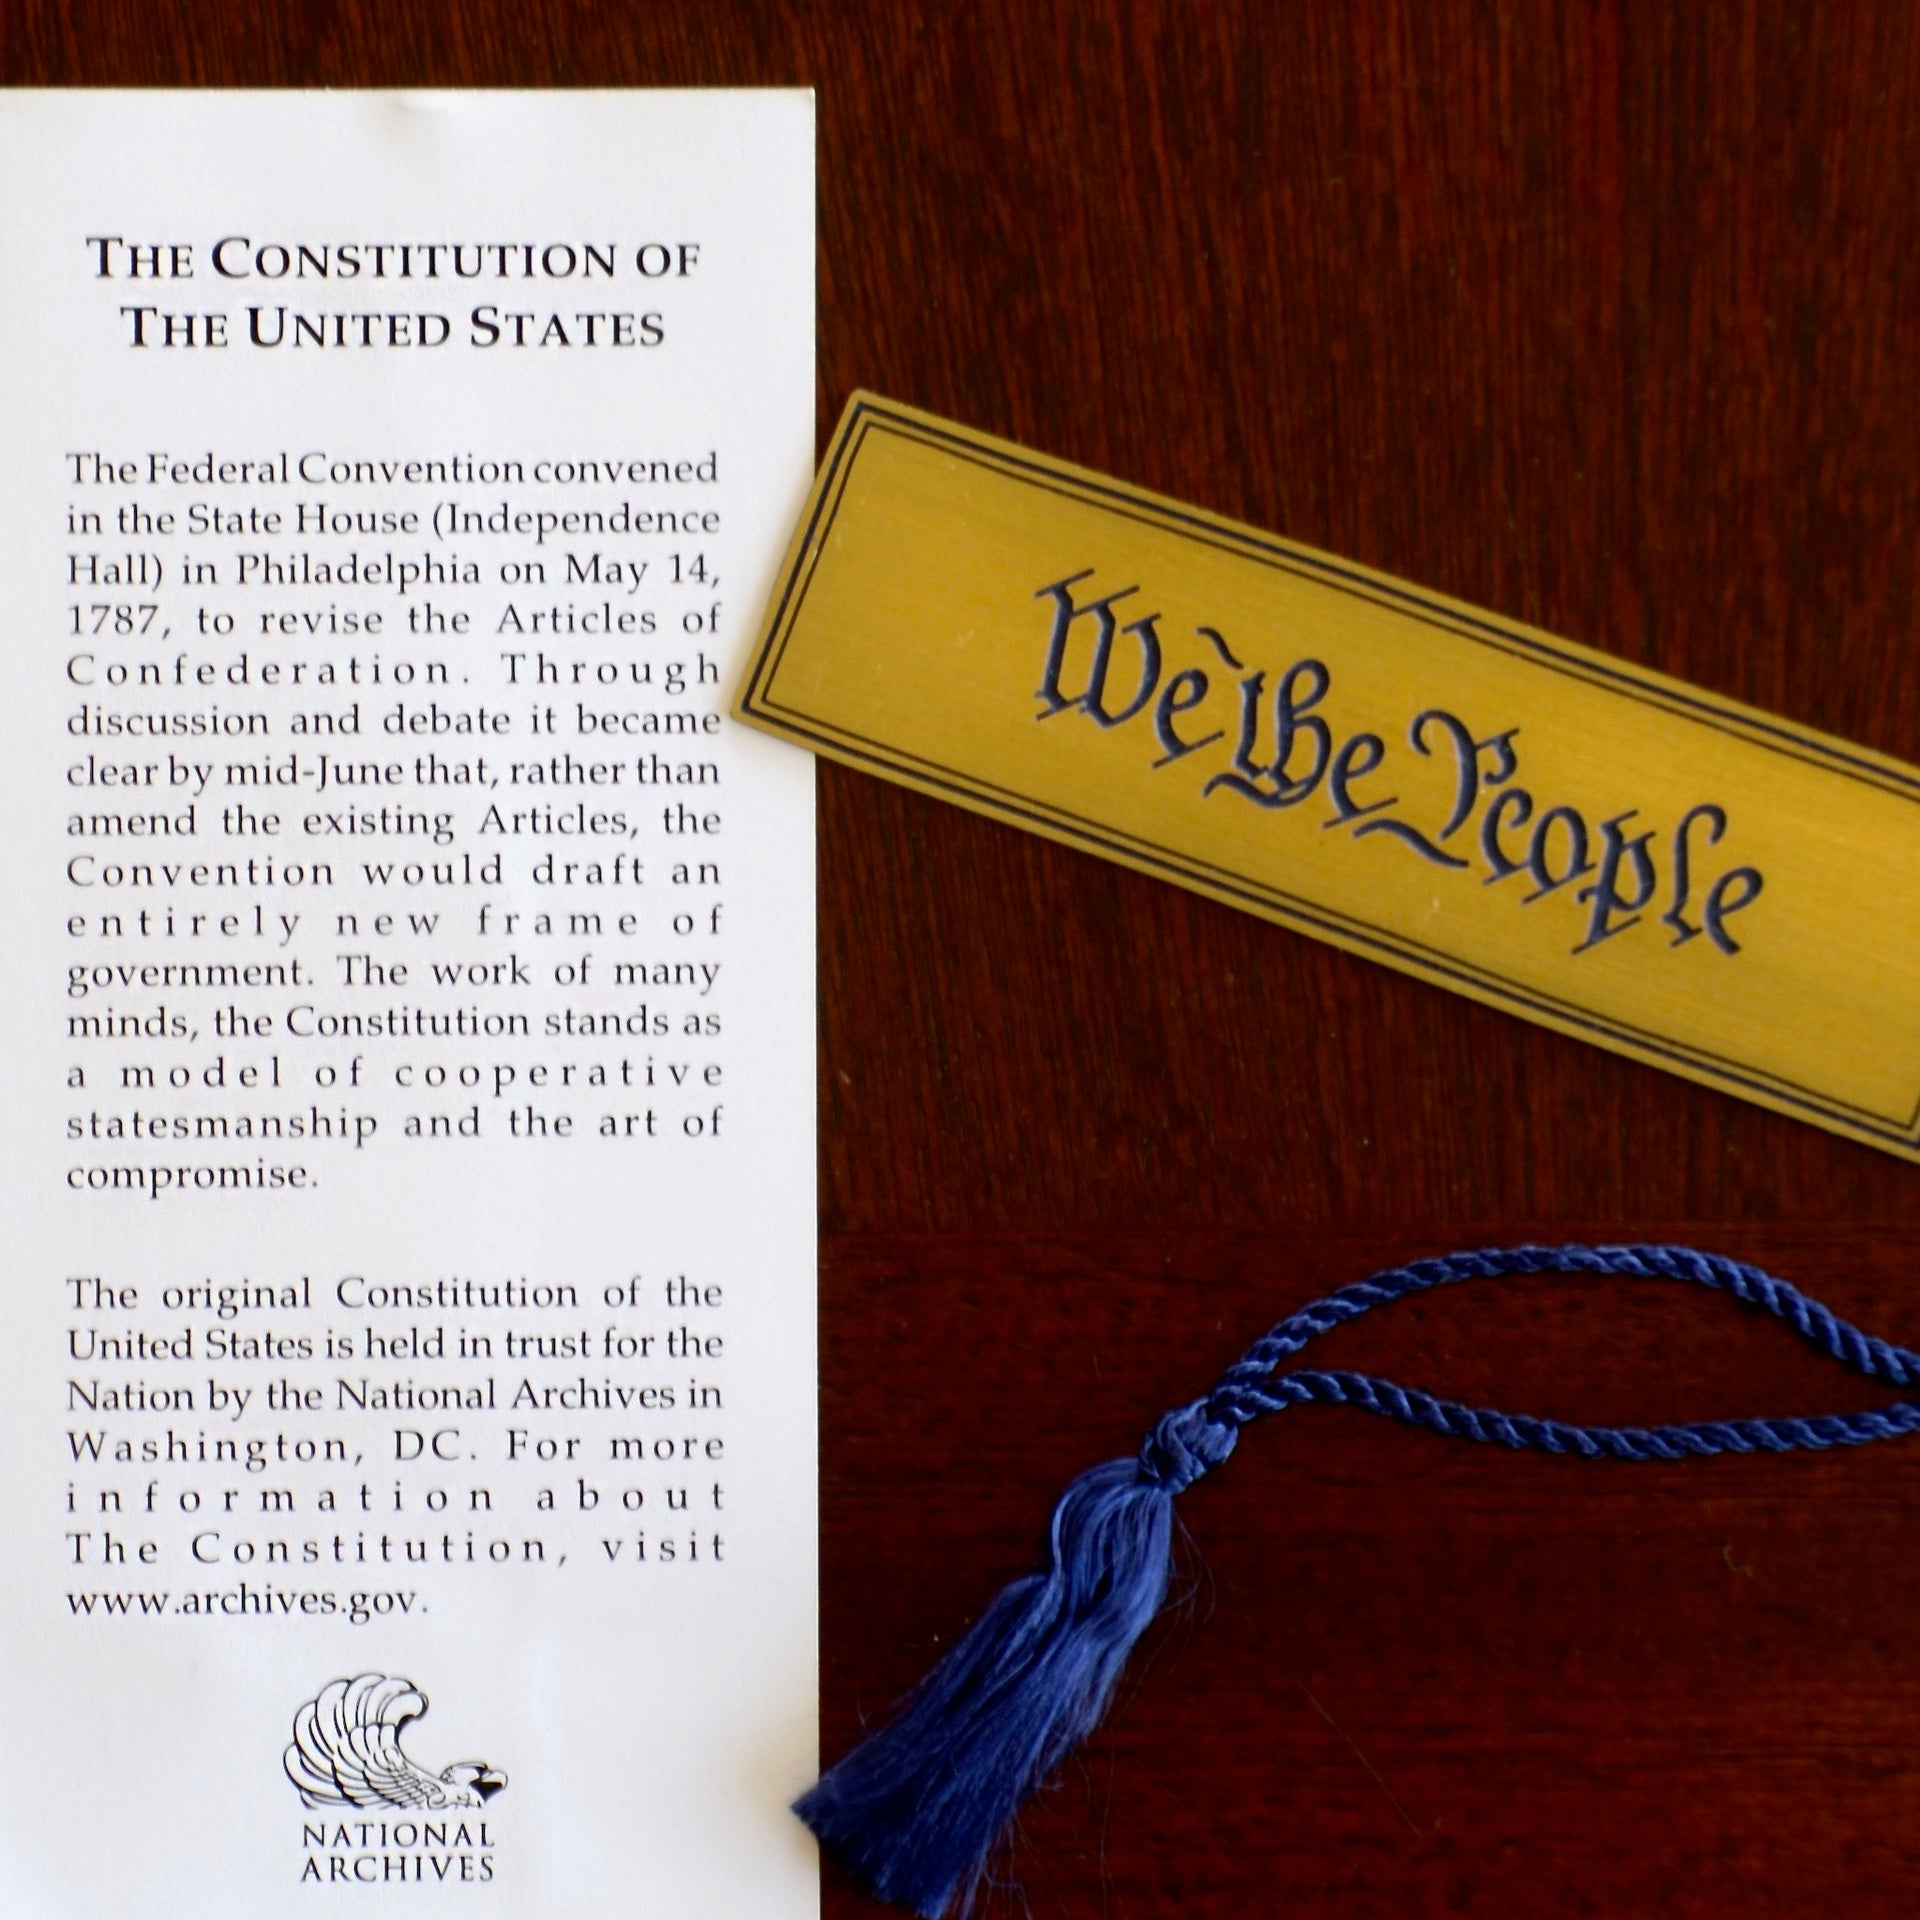 THE CONSTITUTION OF
THE UNITED STATES
The Federal Convention convened
in the State House (Independence
Hall) in Philadelphia on May 14,
1787, to revise the Articles of
Confederation. Through
discussion and debate it became
clear by mid-June that, rather than
amend the existing Articles, the
Convention would draft an
entirely new frame of
government. The work of many
minds, the Constitution stands as
a model of cooperative
statesmanship and the art of
compromise.
The original Constitution of the
United States is held in trust for the
Nation by the National Archives in
Washington, DC. For more
information about
The Constitution, visit
www.archives.gov.
NATIONAL
ARCHIVES
We the People